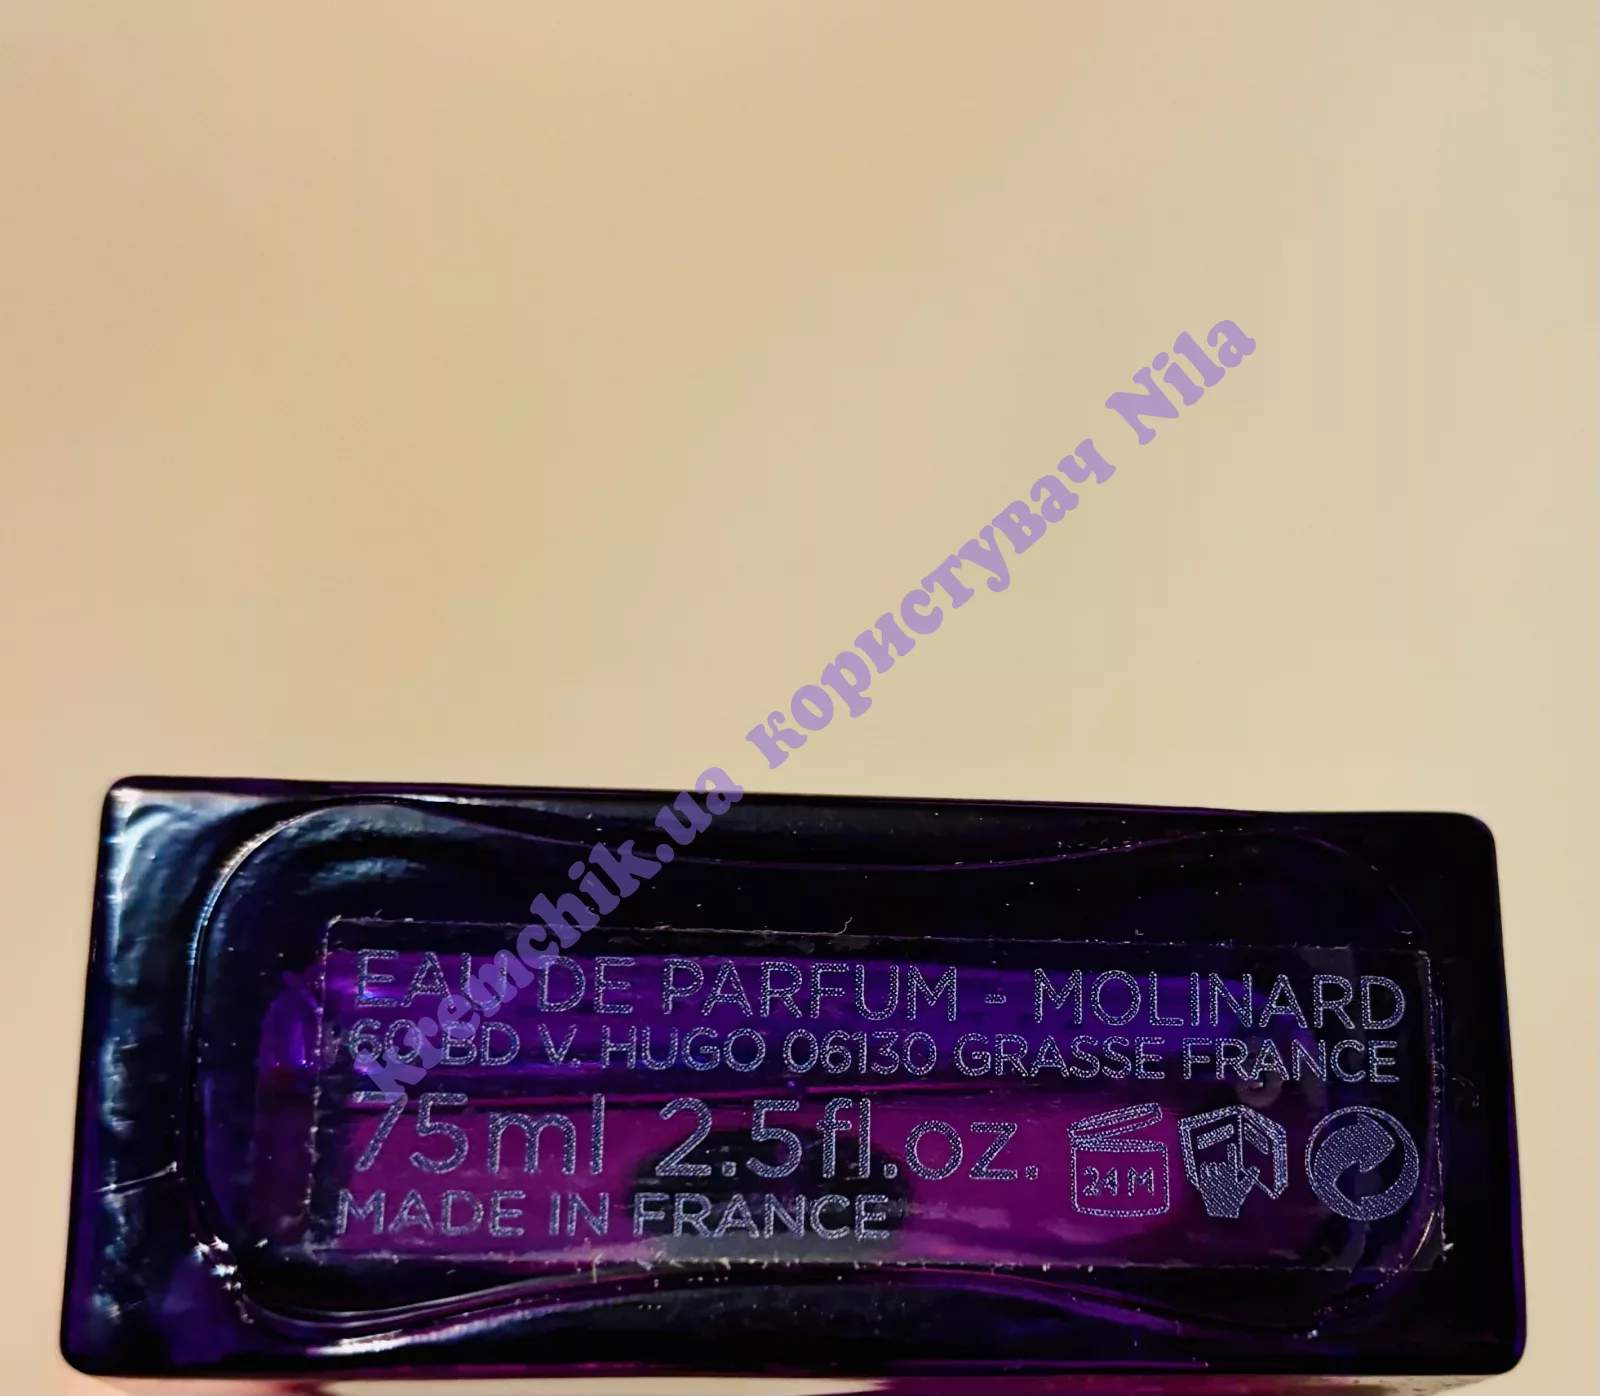 kremchik.ua користувач Nila
EAU DE PARFUM - MOLINARD
60 BD V. HUGO 06130 GRASSE FRANCE
75ml 2.5fl.oz.
24 M
MADE IN FRANCE